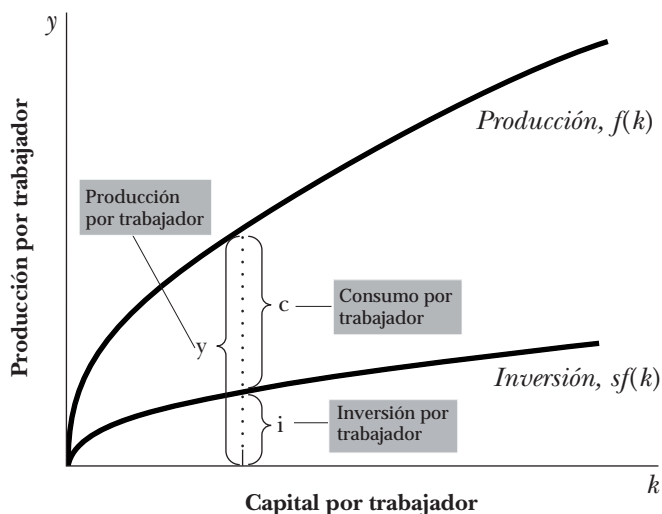 y
Producción por trabajador
Producción, f(k)
Producción
por trabajador
c
Consumo por
trabajador
y
Inversión, sf(k)
Inversión por
trabajador
i
k
Capital por trabajador